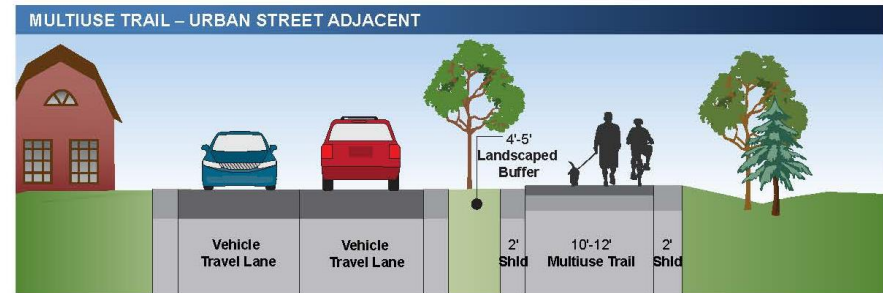 MULTIUSE TRAIL – URBAN STREET ADJACENT
4'-5'
Landscaped
Buffer
Vehicle
Travel Lane
Vehicle
Travel Lane
2'
Shld
10'-12'
Multiuse Trail
2'
Shld